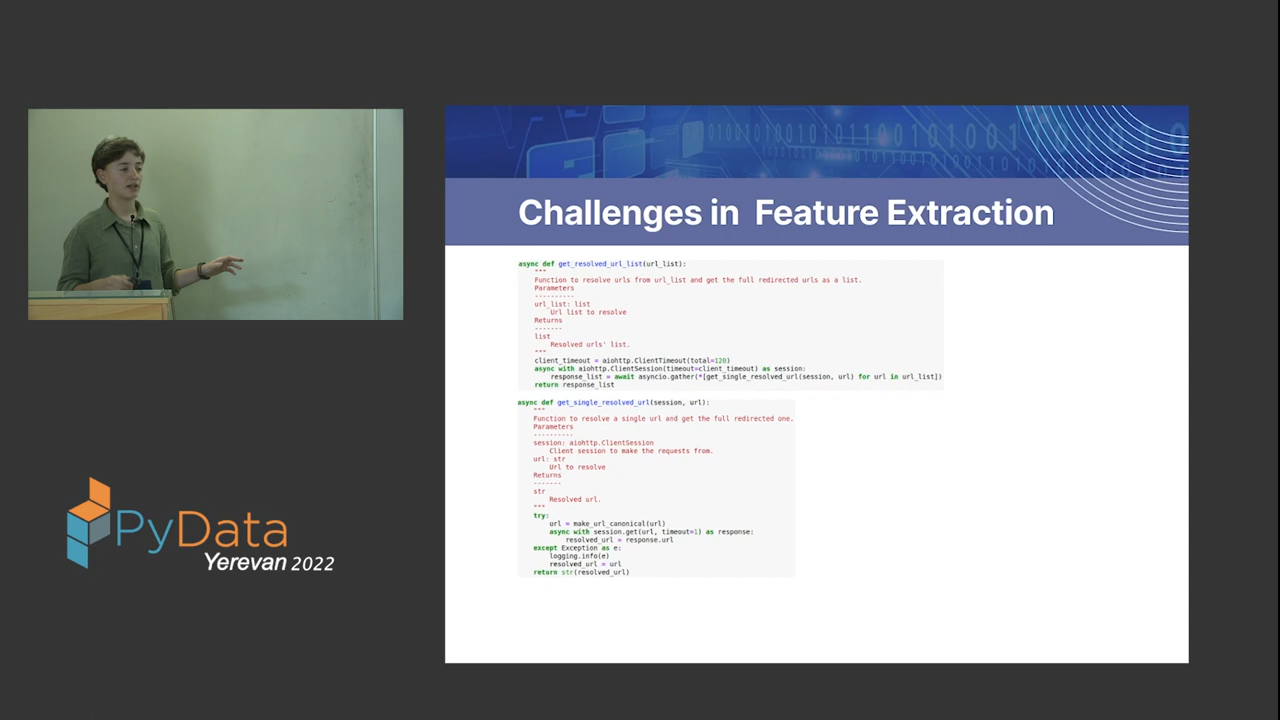 Challenges in Feature Extraction
async def get_resolved_url_list(url_list):
"""
Function to resolve urls from url_list and get the full redirected urls as a list.
Parameters
----------
url_list: list
Url list to resolve
Returns
-------
list
Resolved urls' list.
"""
client_timeout = aiohttp.ClientTimeout(total=120)
async with aiohttp.ClientSession(timeout=client_timeout) as session:
response_list = await asyncio.gather(*[get_single_resolved_url(session, url) for url in url_list])
return response_list
async def get_single_resolved_url(session, url):
"""
Function to resolve a single url and get the full redirected one.
Parameters
----------
session: aiohttp.ClientSession
Client session to make the requests from.
url: str
Url to resolve
Returns
-------
str
Resolved url.
"""
try:
url = make_url_canonical(url)
async with session.get(url, timeout=1) as response:
resolved_url = response.url
except Exception as e:
logging.info(e)
resolved_url = url
return str(resolved_url)
PyData
Yerevan 2022